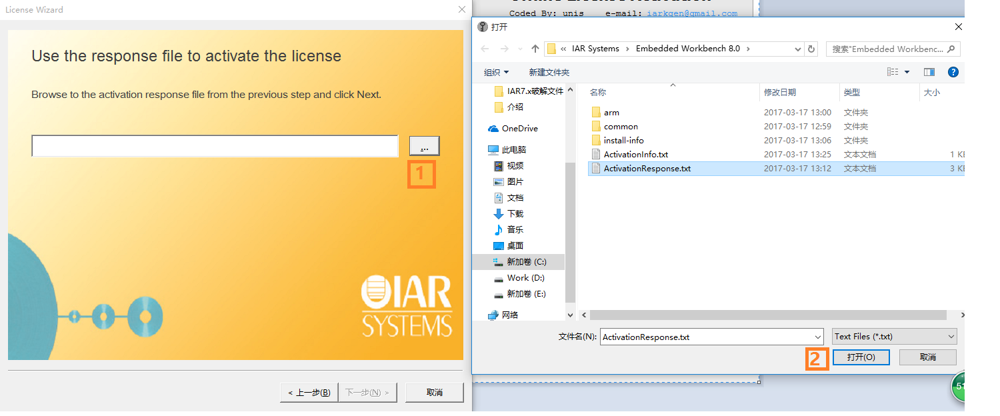 License Wizard
Use the response file to activate the license
Browse to the activation response file from the previous step and click Next.
...
1
IAR
SYSTEMS
< 上一步(B)
下一步(N) >
取消
Coded By: unis e-mail: iarkgen@gmail.com
打开
« IAR Systems › Embedded Workbench 8.0 ›
搜索"Embedded Workbenc...
组织
新建文件夹
?
IAR7.x破解文件
介绍
OneDrive
此电脑
视频
图片
文档
下载
音乐
桌面
新加卷 (C:)
Work (D:)
新加卷 (E:)
网络
名称 修改日期 类型 大小
arm 2017-03-17 13:00 文件夹
common 2017-03-17 12:59 文件夹
install-info 2017-03-17 13:06 文件夹
ActivationInfo.txt 2017-03-17 13:25 文本文档 1 KB
ActivationResponse.txt 2017-03-17 13:12 文本文档 3 KB
文件名(N): ActivationResponse.txt Text Files (*.txt)
2
打开(O)
取消
51